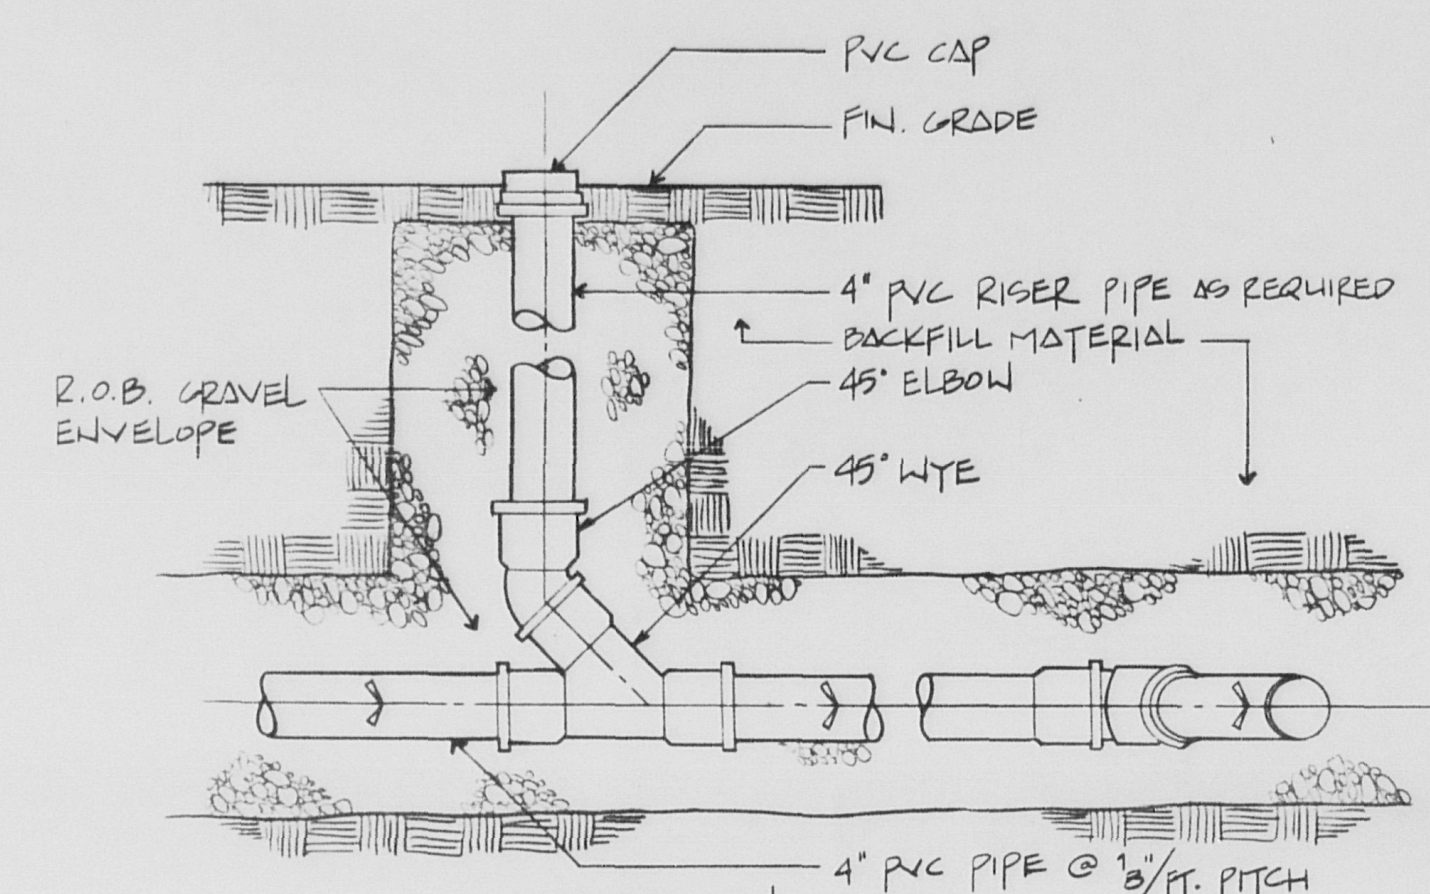 PVC CAP
FIN. GRADE
4" PVC RISER PIPE AS REQUIRED
BACKFILL MATERIAL
45° ELBOW
R.O.B. GRAVEL
ENVELOPE
45° WYE
4" PVC PIPE @ 1/8"/FT. PITCH